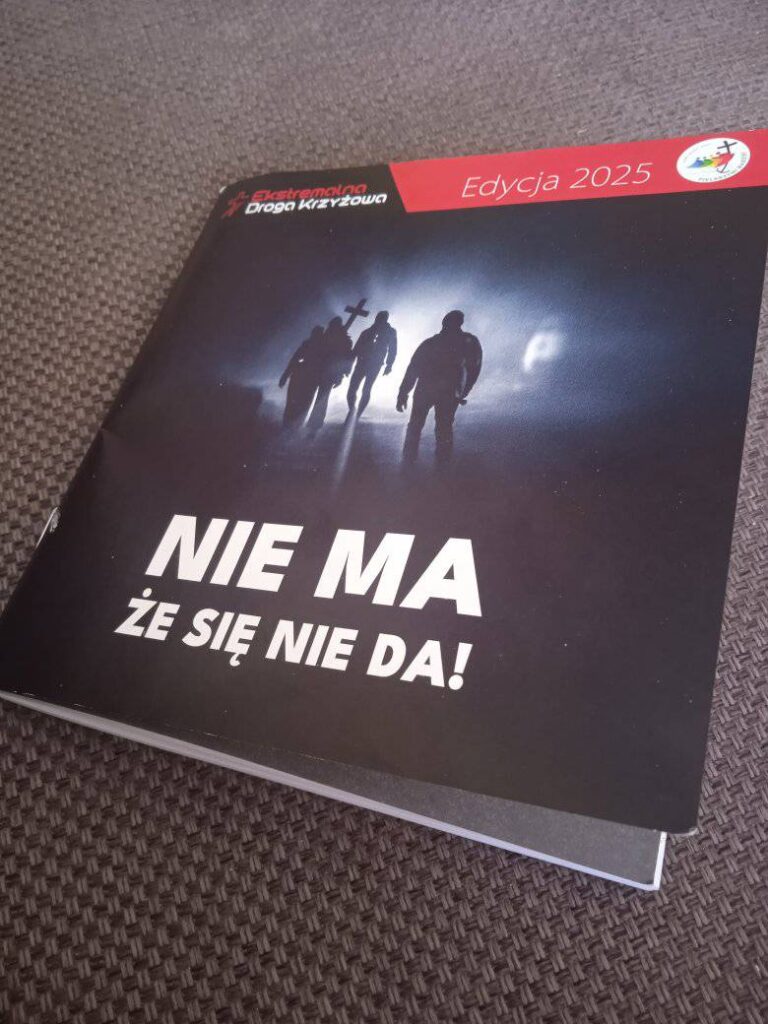 Ekstremalna
Droga Krzyżowa
Edycja 2025
NIE MA
ŻE SIĘ NIE DA!